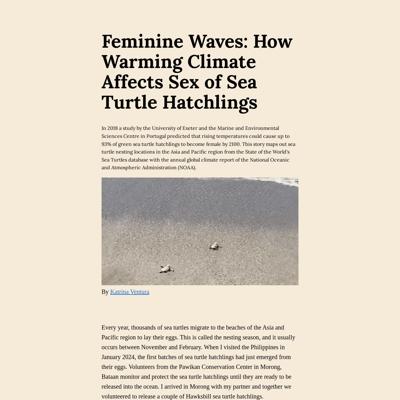 Feminine Waves: How
Warming Climate
Affects Sex of Sea
Turtle Hatchlings
In 2018 a study by the University of Exeter and the Marine and Environmental
Sciences Centre in Portugal predicted that rising temperatures could cause up to
93% of green sea turtle hatchlings to become female by 2100. This story maps out sea
turtle nesting locations in the Asia and Pacific region from the State of the World's
Sea Turtles database with the annual global climate report of the National Oceanic
and Atmospheric Administration (NOAA).
By Katrina Ventura
Every year, thousands of sea turtles migrate to the beaches of the Asia and
Pacific region to lay their eggs. This is called the nesting season, and it usually
occurs between November and February. When I visited the Philippines in
January 2024, the first batches of sea turtle hatchlings had just emerged from
their eggs. Volunteers from the Pawikan Conservation Center in Morong,
Bataan monitor and protect the sea turtle hatchlings until they are ready to be
released into the ocean. I arrived in Morong with my partner and together we
volunteered to release a couple of Hawksbill sea turtle hatchlings.